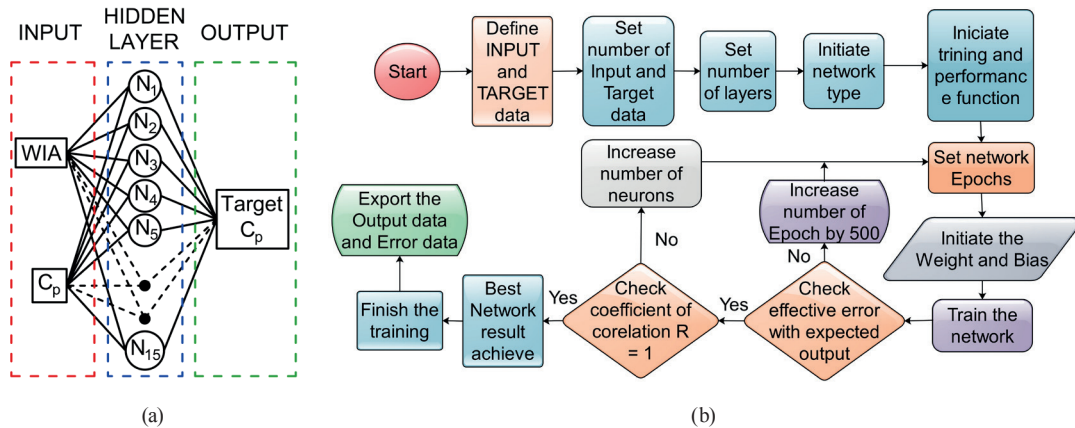 INPUT
HIDDEN
LAYER
OUTPUT
WIA
Cp
N1
N2
N3
N4
N5
N15
Target
Cp
(a)
Start
Define
INPUT
and
TARGET
data
Set
number of
Input and
Target
data
Set
number
of layers
Initiate
network
type
Iniciate
trining and
performanc
e function
Increase
number of
neurons
Increase
number of
Epoch by 500
Set network
Epochs
Export the
Output data
and Error data
No
No
Initiate the
Weight and Bias
Finish the
training
Best
Network
result
achieve
Yes
Check
coefficient
of corelation R
= 1
Yes
Check
effective error
with expected
output
Train the
network
(b)